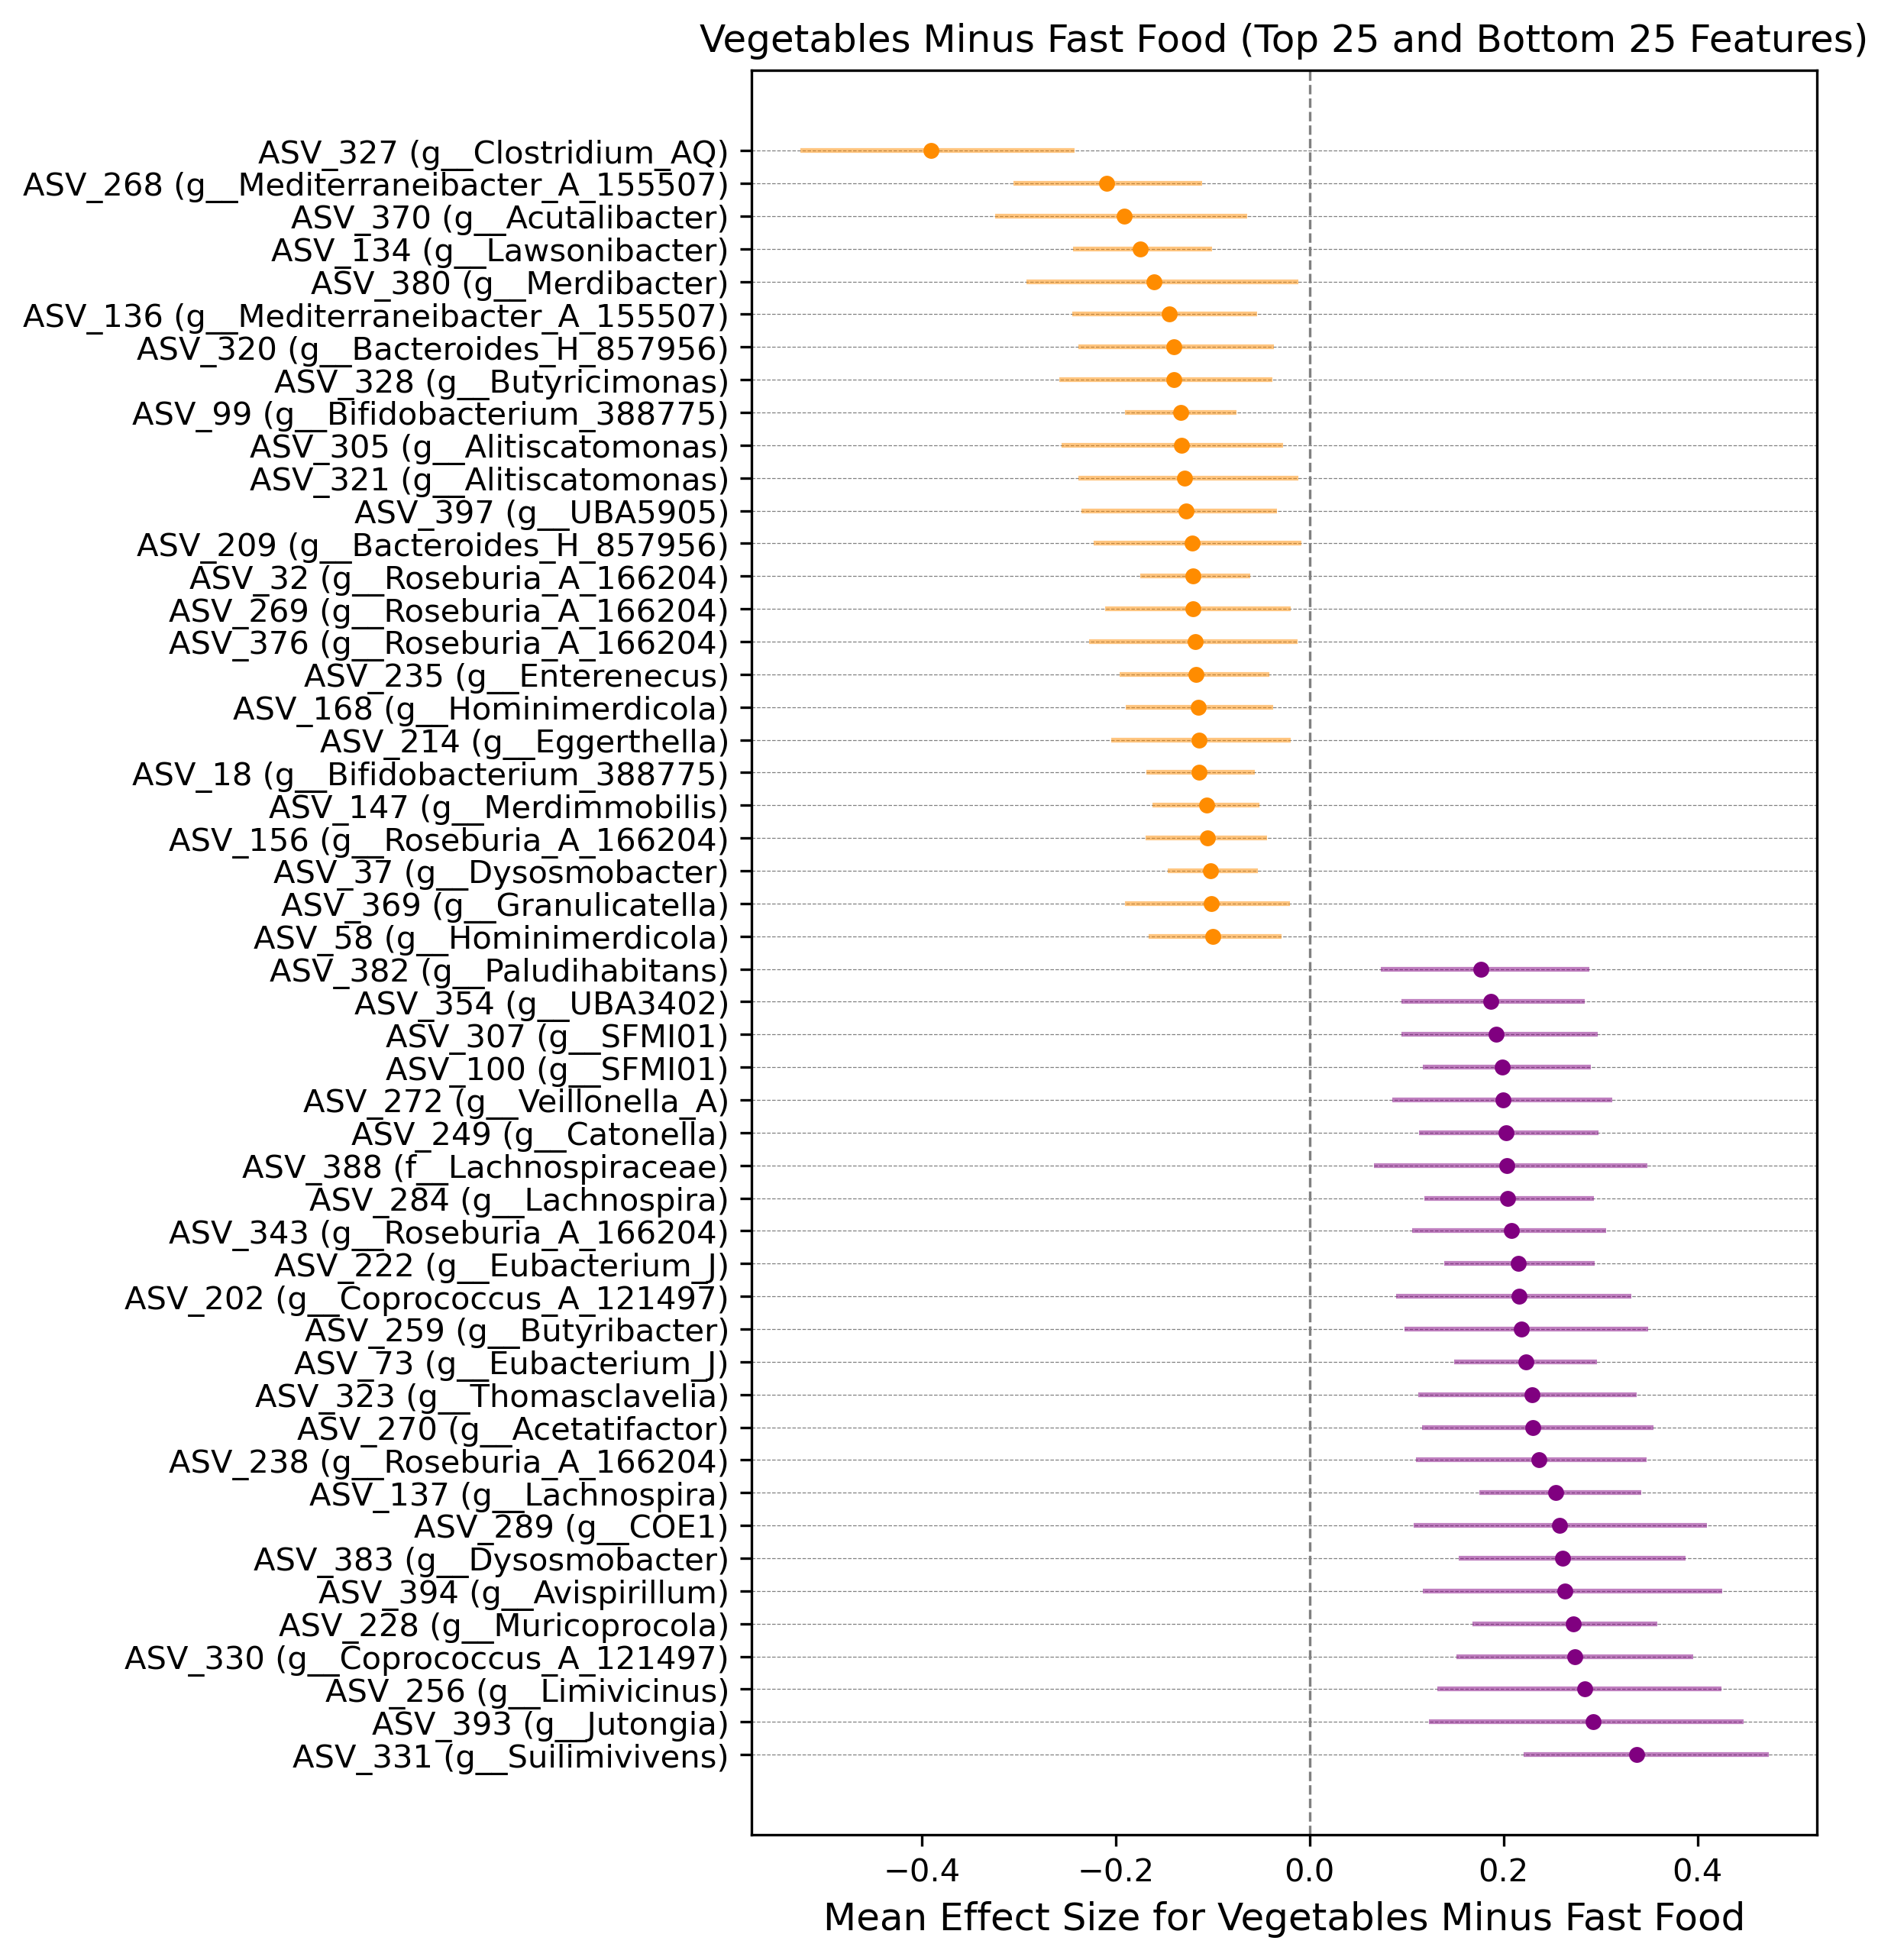 Vegetables Minus Fast Food (Top 25 and Bottom 25 Features)
ASV_327 (g__Clostridium_AQ)
ASV_268 (g__Mediterraneibacter_A_155507)
ASV_370 (g__Acutalibacter)
ASV_134 (g__Lawsonibacter)
ASV_380 (g__Merdibacter)
ASV_136 (g__Mediterraneibacter_A_155507)
ASV_320 (g__Bacteroides_H_857956)
ASV_328 (g__Butyricimonas)
ASV_99 (g__Bifidobacterium_388775)
ASV_305 (g__Alitiscatomonas)
ASV_321 (g__Alitiscatomonas)
ASV_397 (g__UBA5905)
ASV_209 (g__Bacteroides_H_857956)
ASV_32 (g__Roseburia_A_166204)
ASV_269 (g__Roseburia_A_166204)
ASV_376 (g__Roseburia_A_166204)
ASV_235 (g__Enterenecus)
ASV_168 (g__Hominimerdicola)
ASV_214 (g__Eggerthella)
ASV_18 (g__Bifidobacterium_388775)
ASV_147 (g__Merdimmobilis)
ASV_156 (g__Roseburia_A_166204)
ASV_37 (g__Dysosmobacter)
ASV_369 (g__Granulicatella)
ASV_58 (g__Hominimerdicola)
ASV_382 (g__Paludihabitans)
ASV_354 (g__UBA3402)
ASV_307 (g__SFMI01)
ASV_100 (g__SFMI01)
ASV_272 (g__Veillonella_A)
ASV_249 (g__Catonella)
ASV_388 (f__Lachnospiraceae)
ASV_284 (g__Lachnospira)
ASV_343 (g__Roseburia_A_166204)
ASV_222 (g__Eubacterium_J)
ASV_202 (g__Coprococcus_A_121497)
ASV_259 (g__Butyribacter)
ASV_73 (g__Eubacterium_J)
ASV_323 (g__Thomasclavelia)
ASV_270 (g__Acetatifactor)
ASV_238 (g__Roseburia_A_166204)
ASV_137 (g__Lachnospira)
ASV_289 (g__COE1)
ASV_383 (g__Dysosmobacter)
ASV_394 (g__Avispirillum)
ASV_228 (g__Muricoprocola)
ASV_330 (g__Coprococcus_A_121497)
ASV_256 (g__Limivicinus)
ASV_393 (g__Jutongia)
ASV_331 (g__Suilimivivens)
−0.4 −0.2 0.0 0.2 0.4
Mean Effect Size for Vegetables Minus Fast Food